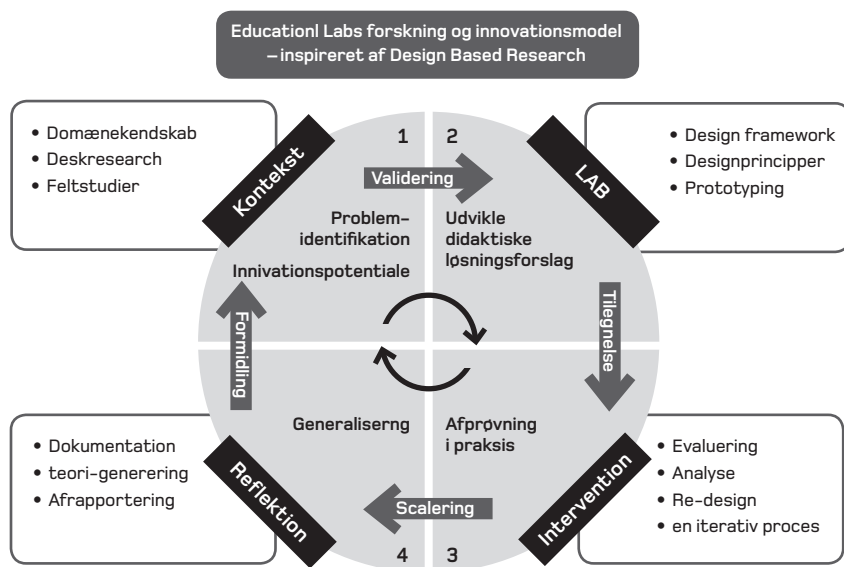 Educationl Labs forskning og innovationsmodel
– inspireret af Design Based Research
• Domænekendskab
• Deskresearch
• Feltstudier
Kontekst
1
2
LAB
• Design framework
• Designprincipper
• Prototyping
Validering
Problem-
identifikation
Innivationspotentiale
Udvikle
didaktiske
løsningsforslag
Formidling
Tilegnelse
Generaliserng
Afprøvning
i praksis
• Dokumentation
• teori-generering
• Afrapportering
Reflektion
Scalering
Intervention
• Evaluering
• Analyse
• Re-design
• en iterativ proces
4
3